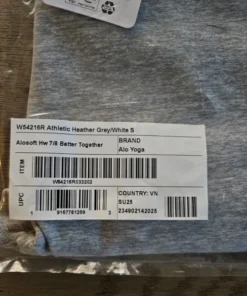 W54216R Athletic Heather Grey/White S
Alosoft Hw 7/8 Better Together
BRAND
Alo Yoga
ITEM
W54216R033202
UPC
COUNTRY: VN
SU25
234902142025